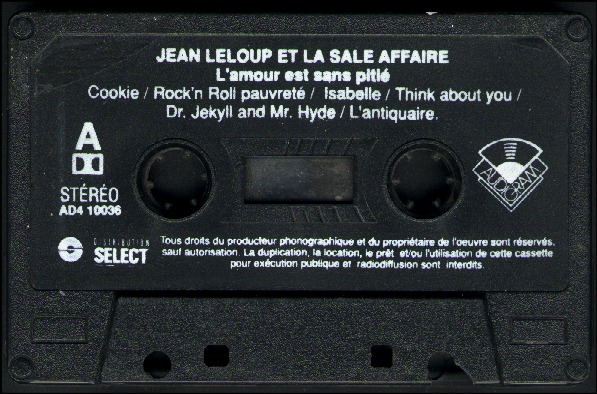 JEAN LELOUP ET LA SALE AFFAIRE
L'amour est sans pitié
Cookie / Rock'n Roll pauvreté / Isabelle / Think about you /
Dr. Jekyll and Mr. Hyde / L'antiquaire.
A
STÉRÉO
AD4 10036
AUDIOGRAM
DISTRIBUTION
SELECT
Tous droits du producteur phonographique et du propriétaire de l'oeuvre sont réservés,
sauf autorisation. La duplication, la location, le prêt et/ou l'utilisation de cette cassette
pour exécution publique et radiodiffusion sont interdits.